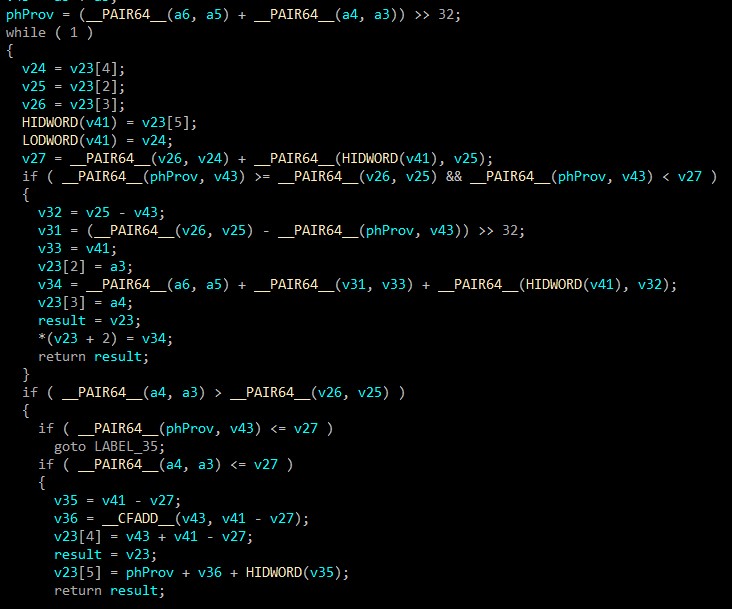 phProv = (__PAIR64__(a6, a5) + __PAIR64__(a4, a3)) >> 32;
while ( 1 )
{
  v24 = v23[4];
  v25 = v23[2];
  v26 = v23[3];
  HIDWORD(v41) = v23[5];
  LODWORD(v41) = v24;
  v27 = __PAIR64__(v26, v24) + __PAIR64__(HIDWORD(v41), v25);
  if ( __PAIR64__(phProv, v43) >= __PAIR64__(v26, v25) && __PAIR64__(phProv, v43) < v27 )
  {
    v32 = v25 - v43;
    v31 = (__PAIR64__(v26, v25) - __PAIR64__(phProv, v43)) >> 32;
    v33 = v41;
    v23[2] = a3;
    v34 = __PAIR64__(a6, a5) + __PAIR64__(v31, v33) + __PAIR64__(HIDWORD(v41), v32);
    v23[3] = a4;
    result = v23;
    *(v23 + 2) = v34;
    return result;
  }
  if ( __PAIR64__(a4, a3) > __PAIR64__(v26, v25) )
  {
    if ( __PAIR64__(phProv, v43) <= v27 )
      goto LABEL_35;
    if ( __PAIR64__(a4, a3) <= v27 )
    {
      v35 = v41 - v27;
      v36 = __CFADD__(v43, v41 - v27);
      v23[4] = v43 + v41 - v27;
      result = v23;
      v23[5] = phProv + v36 + HIDWORD(v35);
      return result;